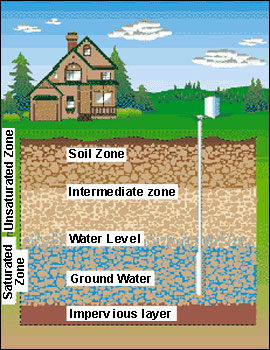 Unsaturated Zone
Soil Zone
Intermediate zone
Saturated
Zone
Water Level
Ground Water
Impervious layer